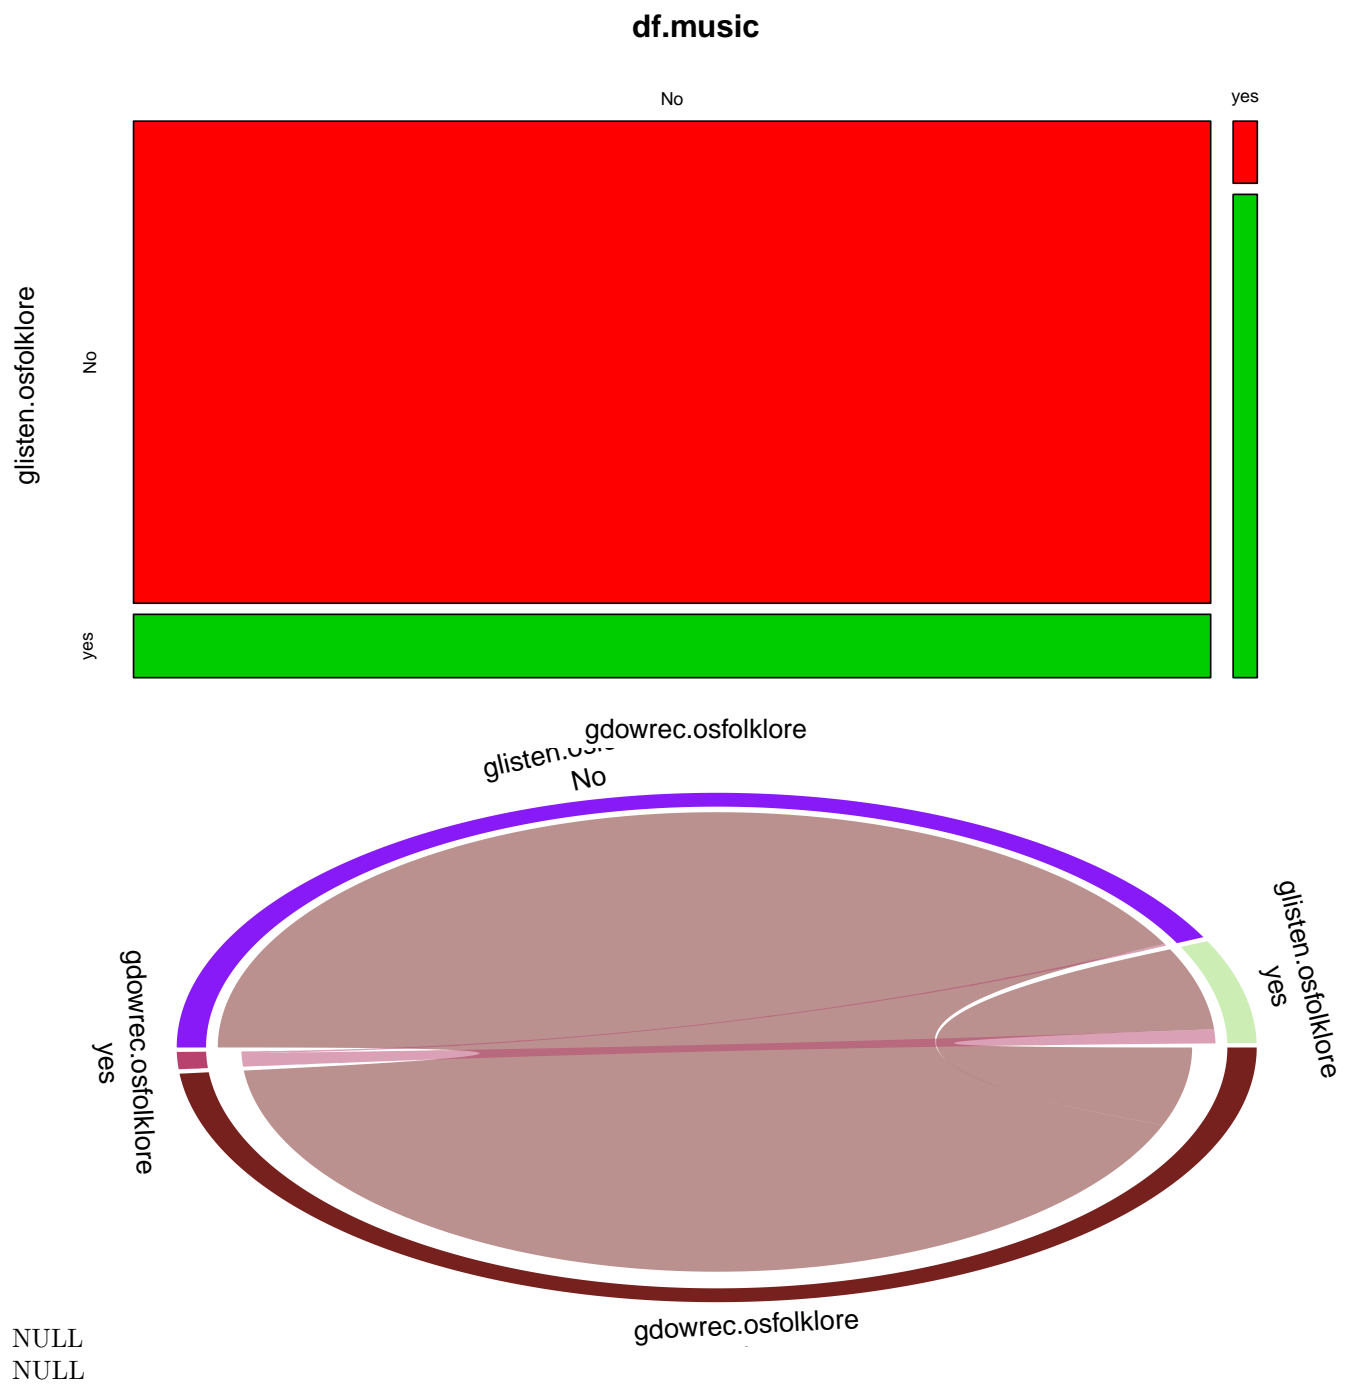 df.music
No
yes
glisten.osfolklore
No
yes
gdowrec.osfolklore
No
glisten.osfolklore
yes
gdowrec.osfolklore
yes
gdowrec.osfolklore
NULL
NULL